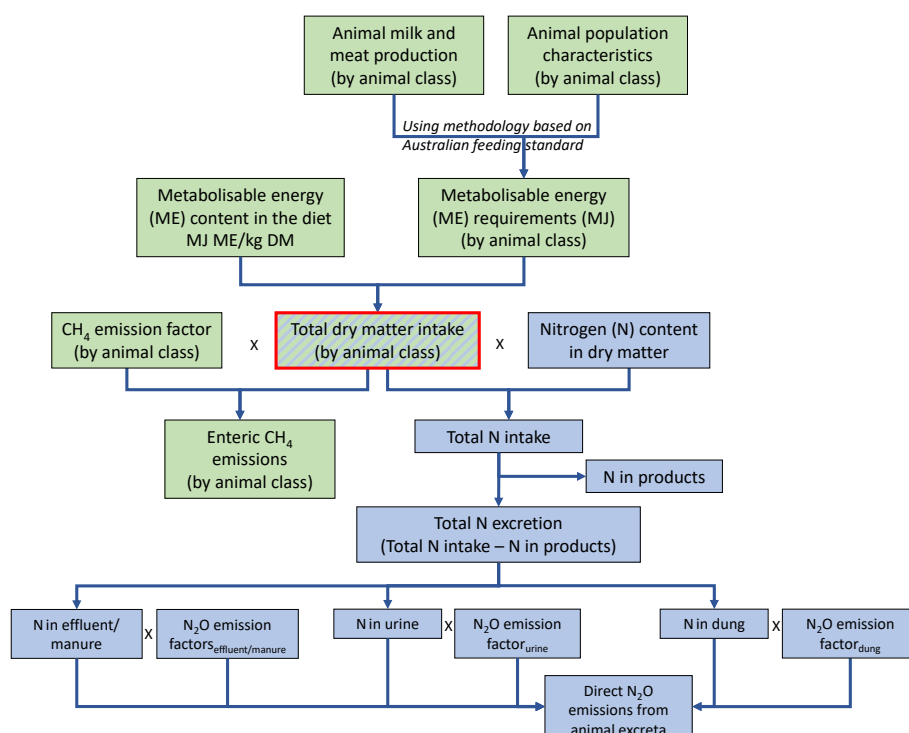 Animal milk and
meat production
(by animal class)
Animal population
characteristics
(by animal class)
Using methodology based on
Australian feeding standard
Metabolisable energy
(ME) content in the diet
MJ ME/kg DM
Metabolisable energy
(ME) requirements (MJ)
(by animal class)
CH4 emission factor
(by animal class)
x
Total dry matter intake
(by animal class)
x
Nitrogen (N) content
in dry matter
Enteric CH4
emissions
(by animal class)
Total N intake
N in products
Total N excretion
(Total N intake – N in products)
N in effluent/
manure
x
N2O emission
factorseffluent/manure
N in urine
x
N2O emission
factorurine
N in dung
x
N2O emission
factordung
Direct N2O
emissions from
animal excreta